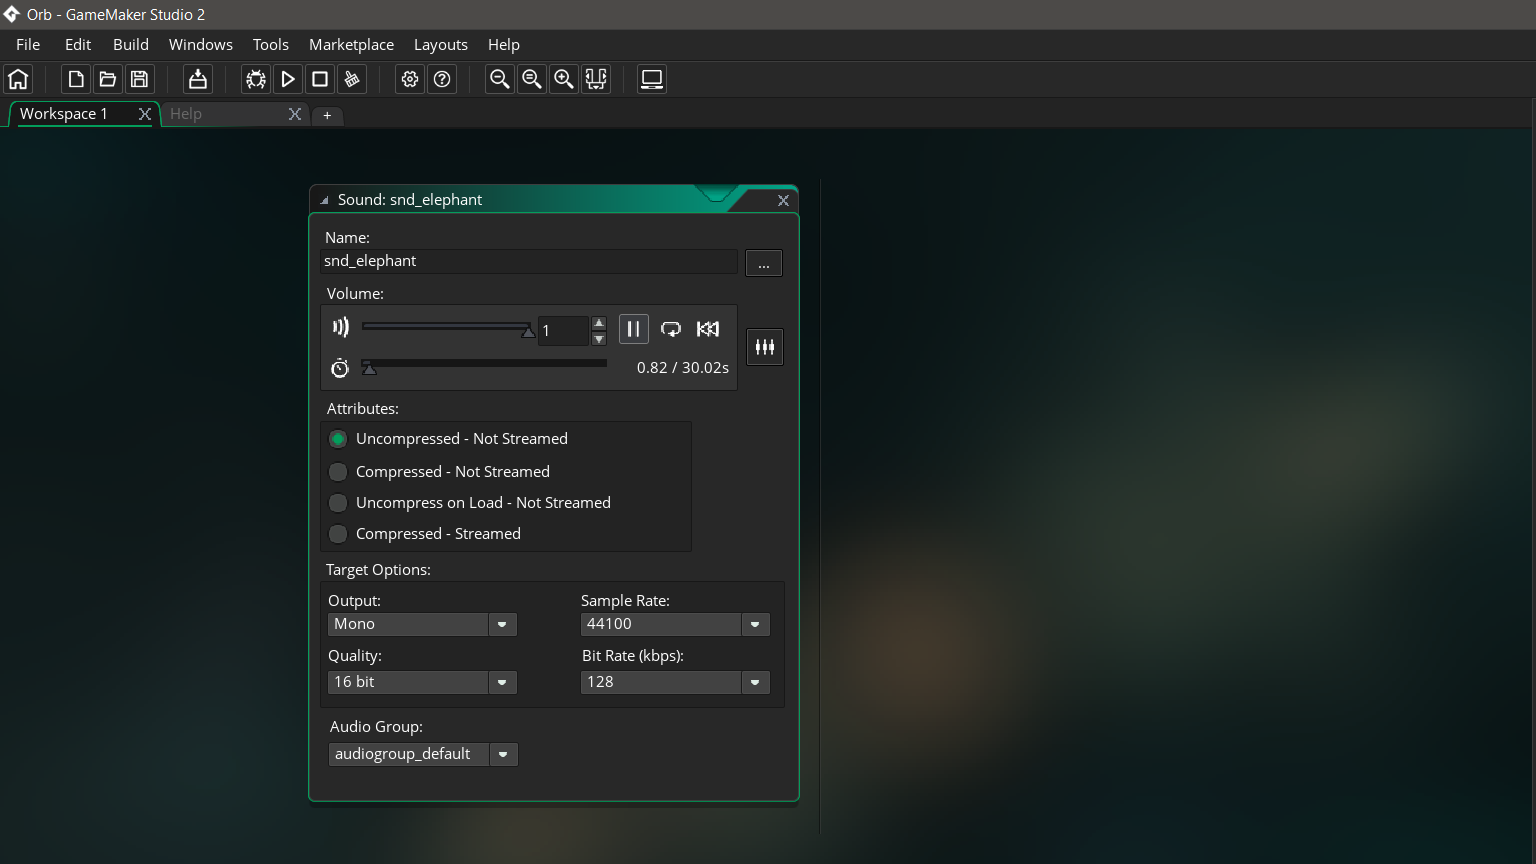 Orb - GameMaker Studio 2
File Edit Build Windows Tools Marketplace Layouts Help
Workspace 1 Help +
Sound: snd_elephant
Name:
snd_elephant ...
Volume:
1
0.82 / 30.02s
Attributes:
Uncompressed - Not Streamed
Compressed - Not Streamed
Uncompress on Load - Not Streamed
Compressed - Streamed
Target Options:
Output: Sample Rate:
Mono 44100
Quality: Bit Rate (kbps):
16 bit 128
Audio Group:
audiogroup_default